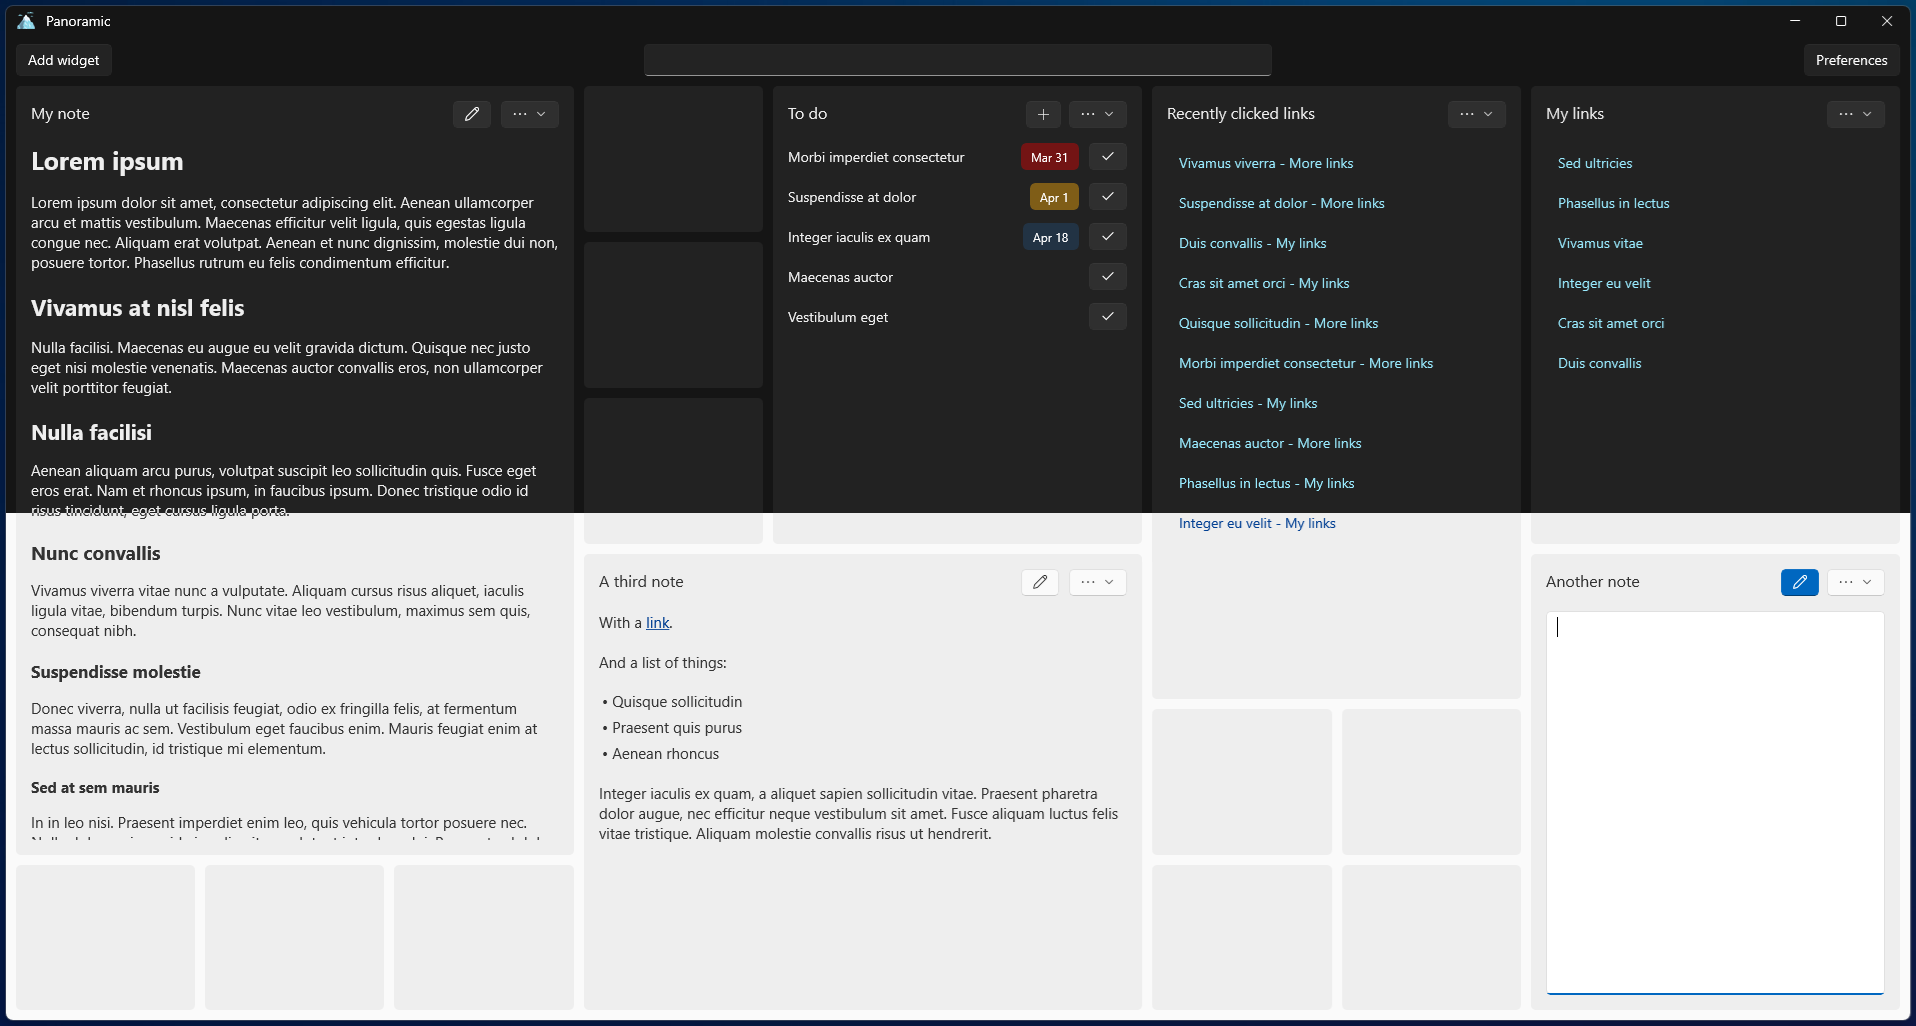 Panoramic
Add widget
Preferences
My note
Lorem ipsum
Lorem ipsum dolor sit amet, consectetur adipiscing elit. Aenean ullamcorper
arcu et mattis vestibulum. Maecenas efficitur velit ligula, quis egestas ligula
congue nec. Aliquam erat volutpat. Aenean et nunc dignissim, molestie dui non,
posuere tortor. Phasellus rutrum eu felis condimentum efficitur.
Vivamus at nisl felis
Nulla facilisi. Maecenas eu augue eu velit gravida dictum. Quisque nec justo
eget nisi molestie venenatis. Maecenas auctor convallis eros, non ullamcorper
velit porttitor feugiat.
Nulla facilisi
Aenean aliquam arcu purus, volutpat suscipit leo sollicitudin quis. Fusce eget
eros erat. Nam et rhoncus ipsum, in faucibus ipsum. Donec tristique odio id
risus tincidunt, eget cursus ligula porta.
Nunc convallis
Vivamus viverra vitae nunc a vulputate. Aliquam cursus risus aliquet, iaculis
ligula vitae, bibendum turpis. Nunc vitae leo vestibulum, maximus sem quis,
consequat nibh.
Suspendisse molestie
Donec viverra, nulla ut facilisis feugiat, odio ex fringilla felis, at fermentum
massa mauris ac sem. Vestibulum eget faucibus enim. Mauris feugiat enim at
lectus sollicitudin, id tristique mi elementum.
Sed at sem mauris
In in leo nisi. Praesent imperdiet enim leo, quis vehicula tortor posuere nec.
To do
Morbi imperdiet consectetur Mar 31
Suspendisse at dolor Apr 1
Integer iaculis ex quam Apr 18
Maecenas auctor
Vestibulum eget
A third note
With a link.
And a list of things:
• Quisque sollicitudin
• Praesent quis purus
• Aenean rhoncus
Integer iaculis ex quam, a aliquet sapien sollicitudin vitae. Praesent pharetra
dolor augue, nec efficitur neque vestibulum sit amet. Fusce aliquam luctus felis
vitae tristique. Aliquam molestie convallis risus ut hendrerit.
Recently clicked links
Vivamus viverra - More links
Suspendisse at dolor - More links
Duis convallis - My links
Cras sit amet orci - My links
Quisque sollicitudin - More links
Morbi imperdiet consectetur - More links
Sed ultricies - My links
Maecenas auctor - More links
Phasellus in lectus - My links
Integer eu velit - My links
My links
Sed ultricies
Phasellus in lectus
Vivamus vitae
Integer eu velit
Cras sit amet orci
Duis convallis
Another note